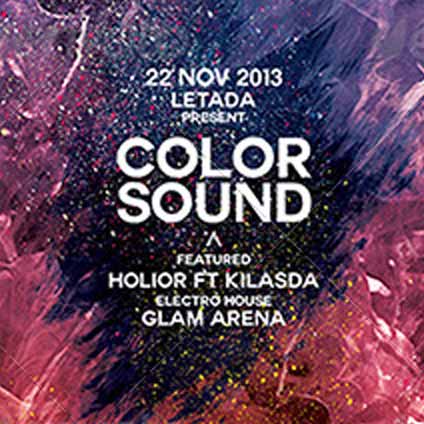 22 NOV 2013
LETADA
PRESENT
COLOR
SOUND
FEATURED
HOLIOR FT KILASDA
ELECTRO HOUSE
GLAM ARENA